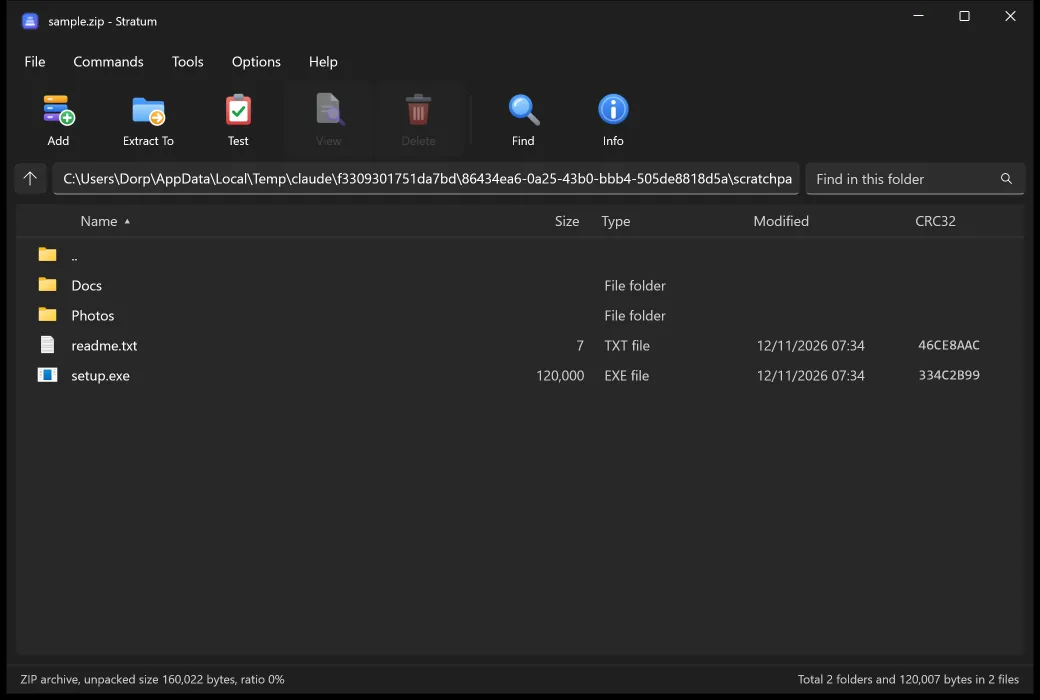 sample.zip - Stratum
File Commands Tools Options Help
Add Extract To Test View Delete Find Info
C:\Users\Dorp\AppData\Local\Temp\claude\f3309301751da7bd\86434ea6-0a25-43b0-bbb4-505de8818d5a\scratchpa Find in this folder
Name Size Type Modified CRC32
..
Docs File folder
Photos File folder
readme.txt 7 TXT file 12/11/2026 07:34 46CE8AAC
setup.exe 120,000 EXE file 12/11/2026 07:34 334C2B99
ZIP archive, unpacked size 160,022 bytes, ratio 0% Total 2 folders and 120,007 bytes in 2 files